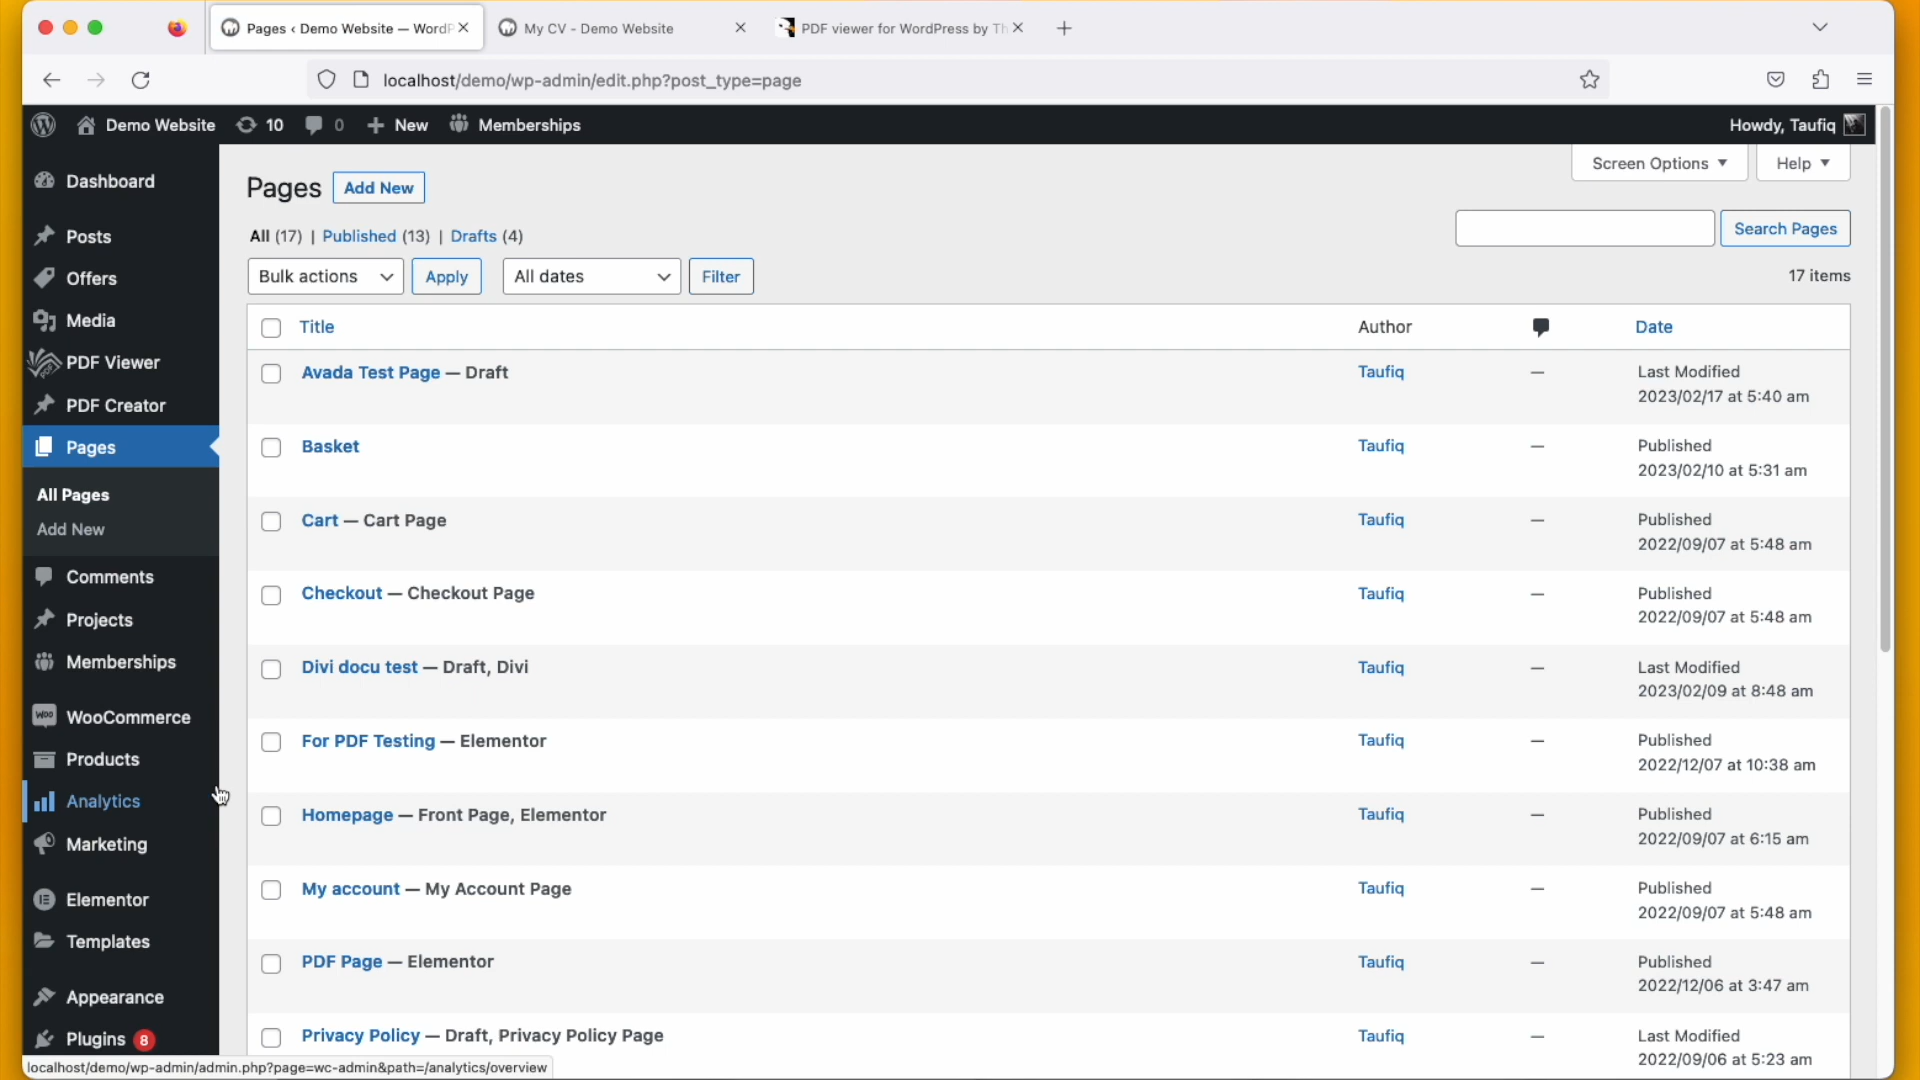 Pages ‹ Demo Website — WordP
My CV - Demo Website
PDF viewer for WordPress by Th
localhost/demo/wp-admin/edit.php?post_type=page
Demo Website
10
0
New
Memberships
Howdy, Taufiq
Dashboard
Posts
Offers
Media
PDF Viewer
PDF Creator
Pages
All Pages
Add New
Comments
Projects
Memberships
WooCommerce
Products
Analytics
Marketing
Elementor
Templates
Appearance
Plugins 8
Screen Options
Help
Pages
Add New
All (17) | Published (13) | Drafts (4)
Search Pages
Bulk actions
Apply
All dates
Filter
17 items
Title
Author
Date
Avada Test Page — Draft
Taufiq
—
Last Modified
2023/02/17 at 5:40 am
Basket
Taufiq
—
Published
2023/02/10 at 5:31 am
Cart — Cart Page
Taufiq
—
Published
2022/09/07 at 5:48 am
Checkout — Checkout Page
Taufiq
—
Published
2022/09/07 at 5:48 am
Divi docu test — Draft, Divi
Taufiq
—
Last Modified
2023/02/09 at 8:48 am
For PDF Testing — Elementor
Taufiq
—
Published
2022/12/07 at 10:38 am
Homepage — Front Page, Elementor
Taufiq
—
Published
2022/09/07 at 6:15 am
My account — My Account Page
Taufiq
—
Published
2022/09/07 at 5:48 am
PDF Page — Elementor
Taufiq
—
Published
2022/12/06 at 3:47 am
Privacy Policy — Draft, Privacy Policy Page
Taufiq
—
Last Modified
2022/09/06 at 5:23 am
localhost/demo/wp-admin/admin.php?page=wc-admin&path=/analytics/overview